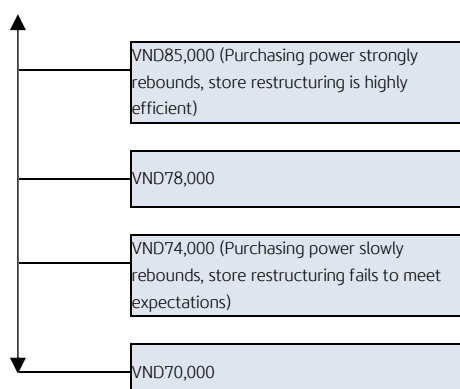 VND85,000 (Purchasing power strongly
rebounds, store restructuring is highly
efficient)
VND78,000
VND74,000 (Purchasing power slowly
rebounds, store restructuring fails to meet
expectations)
VND70,000